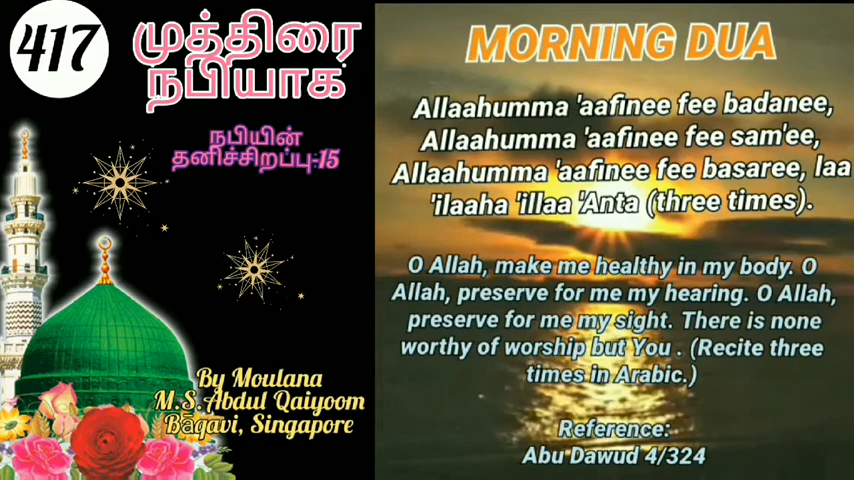 417
முத்திரை
நபியாக
நபியின்
தனிச்சிறப்பு-15
By Moulana
M.S.Abdul Qaiyoom
Bāqavi, Singapore
MORNING DUA
Allaahumma 'aafinee fee badanee,
Allaahumma 'aafinee fee sam'ee,
Allaahumma 'aafinee fee basaree, laa
'ilaaha 'illaa 'Anta (three times).
O Allah, make me healthy in my body. O
Allah, preserve for me my hearing. O Allah,
preserve for me my sight. There is none
worthy of worship but You . (Recite three
times in Arabic.)
Reference:
Abu Dawud 4/324